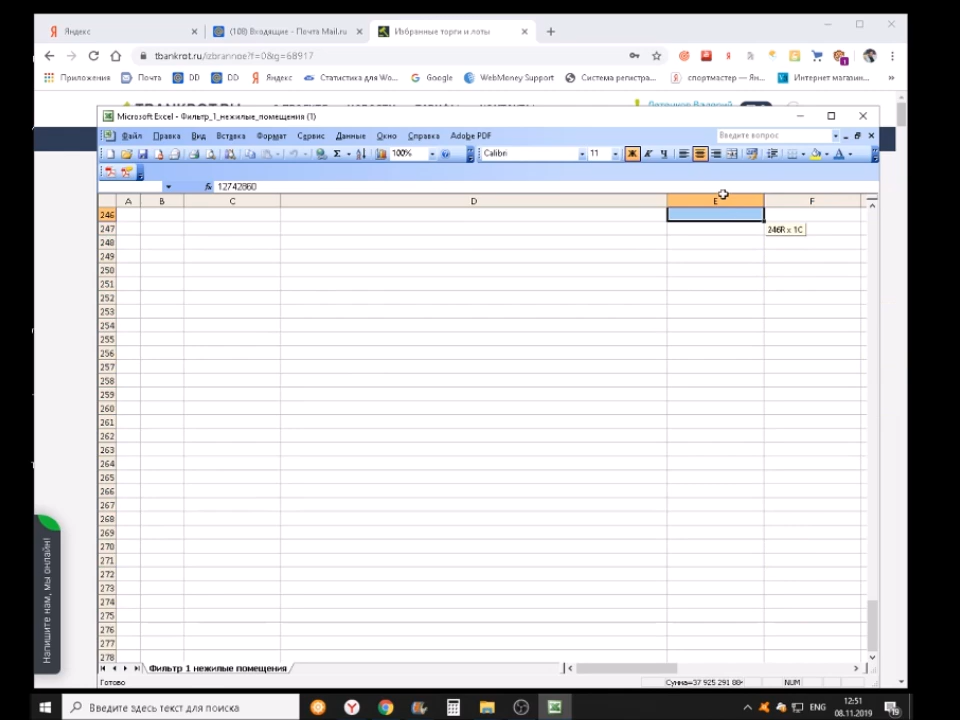 Яндекс
(108) Входящие - Почта Mail.ru
Избранные торги и лоты
tbankrot.ru/izbrannoe?f=0&g=68917
Приложения
Почта
DD
DD
Яндекс
Статистика для Wo...
Google
WebMoney Support
Система регистра...
спортмастер — Ян...
Интернет магазин...
Microsoft Excel - Фильтр_1_нежилые_помещения (1)
Файл Правка Вид Вставка Формат Сервис Данные Окно Справка Adobe PDF
Введите вопрос
100%
Calibri
11
Ж К Ч
fx 12742860
A B C D E F
246
247
246R x 1C
248
249
250
251
252
253
254
255
256
257
258
259
260
261
262
263
264
265
266
267
268
269
270
271
272
273
274
275
276
277
278
Напишите нам, мы онлайн!
Фильтр 1 нежилые помещения
Готово
NUM
Введите здесь текст для поиска
ENG
12:51
08.11.2019
19